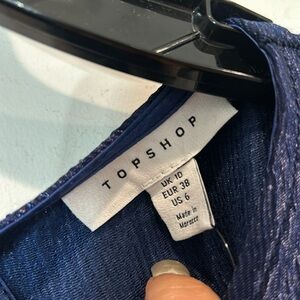 TOPSHOP
UK 10
EUR 38
US 6
Made in
Morocco